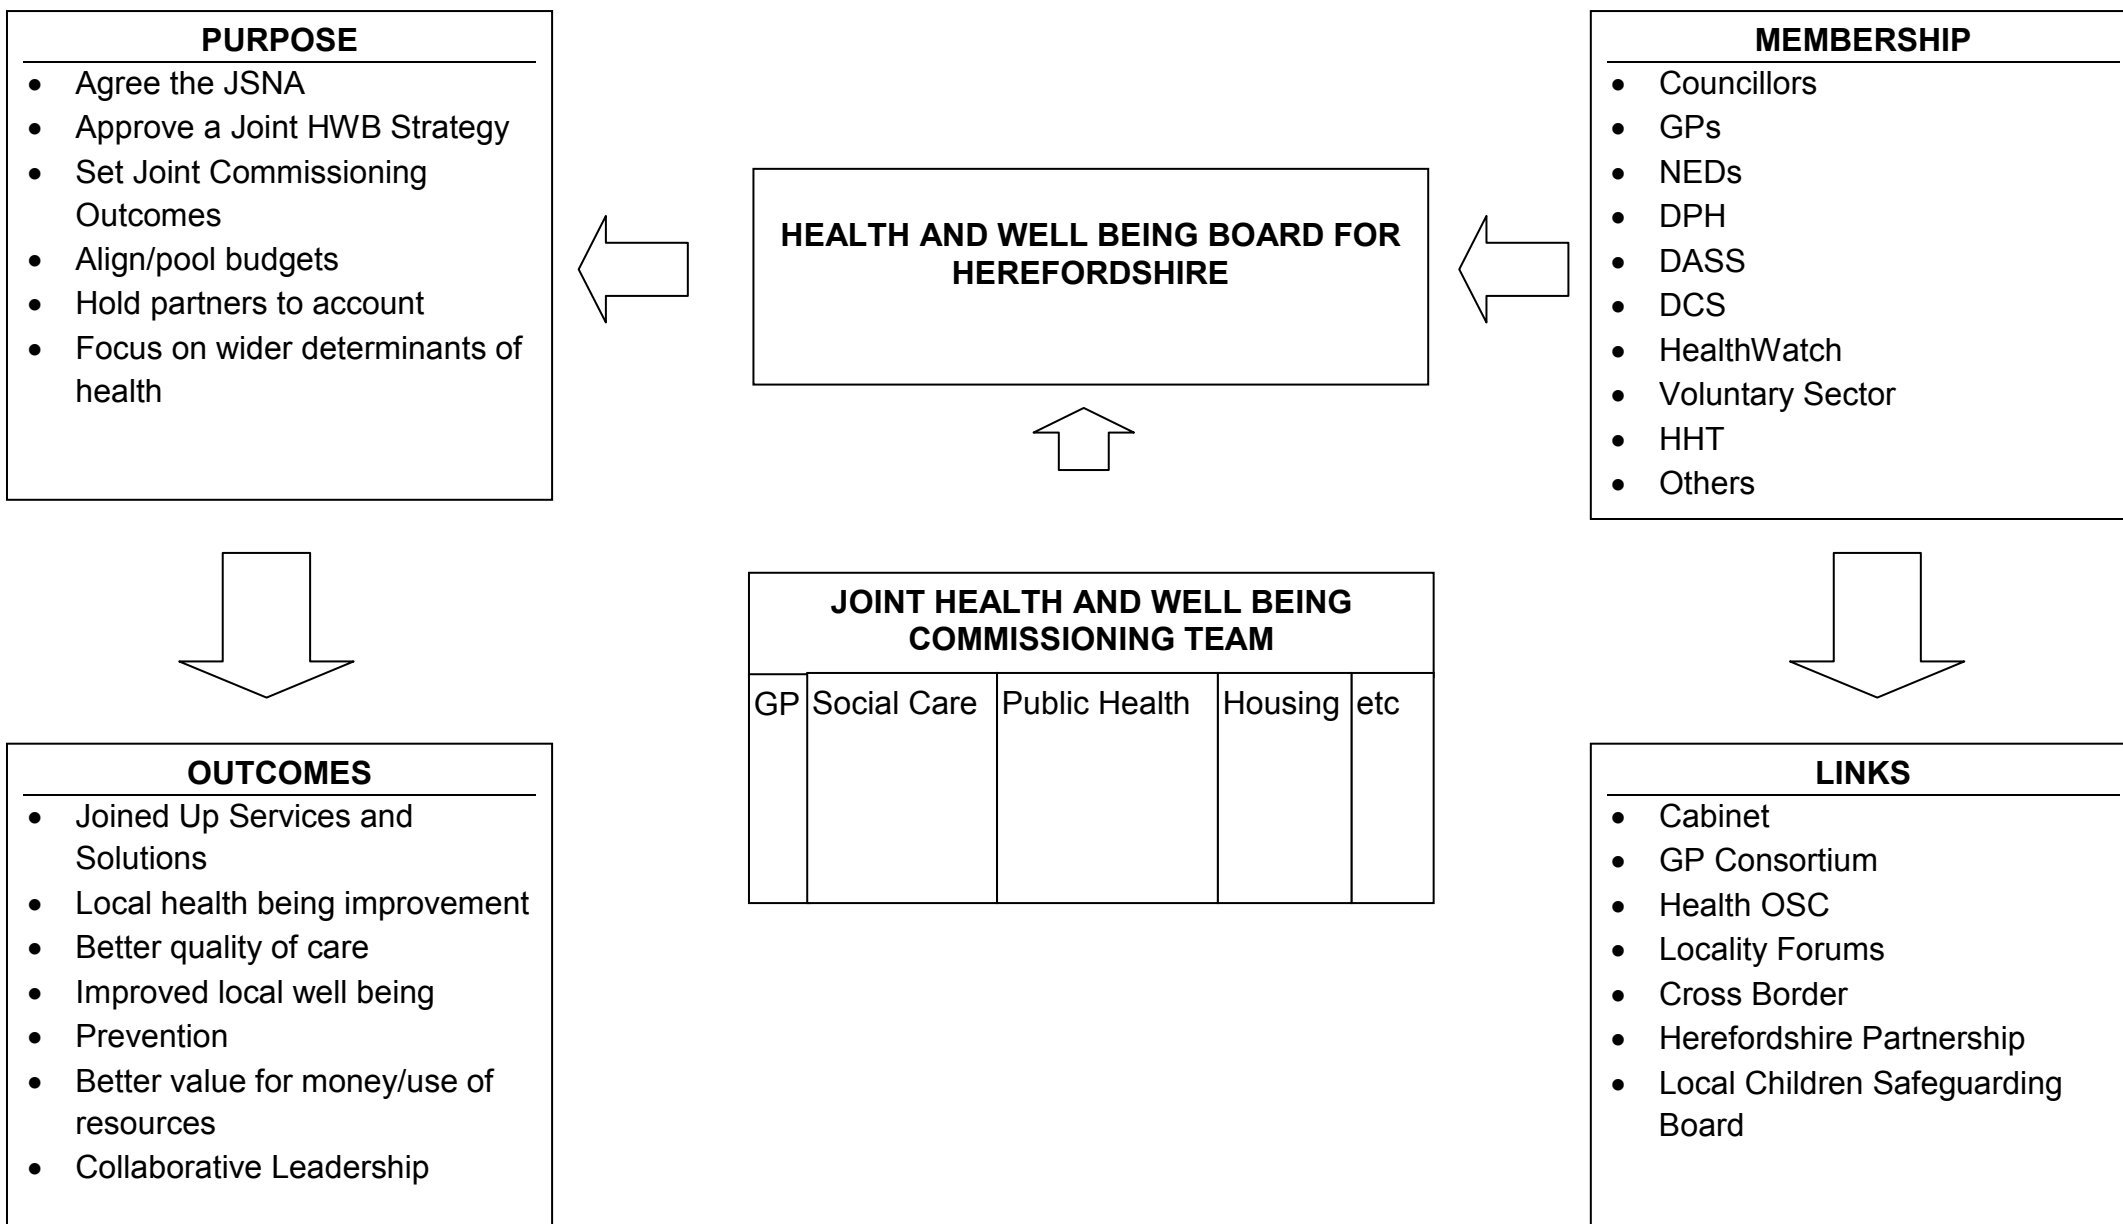 PURPOSE
• Agree the JSNA
• Approve a Joint HWB Strategy
• Set Joint Commissioning
Outcomes
• Align/pool budgets
• Hold partners to account
• Focus on wider determinants of
health
HEALTH AND WELL BEING BOARD FOR
HEREFORDSHIRE
MEMBERSHIP
• Councillors
• GPs
• NEDs
• DPH
• DASS
• DCS
• HealthWatch
• Voluntary Sector
• HHT
• Others
JOINT HEALTH AND WELL BEING
COMMISSIONING TEAM
GP Social Care Public Health Housing etc
OUTCOMES
• Joined Up Services and
Solutions
• Local health being improvement
• Better quality of care
• Improved local well being
• Prevention
• Better value for money/use of
resources
• Collaborative Leadership
LINKS
• Cabinet
• GP Consortium
• Health OSC
• Locality Forums
• Cross Border
• Herefordshire Partnership
• Local Children Safeguarding
Board